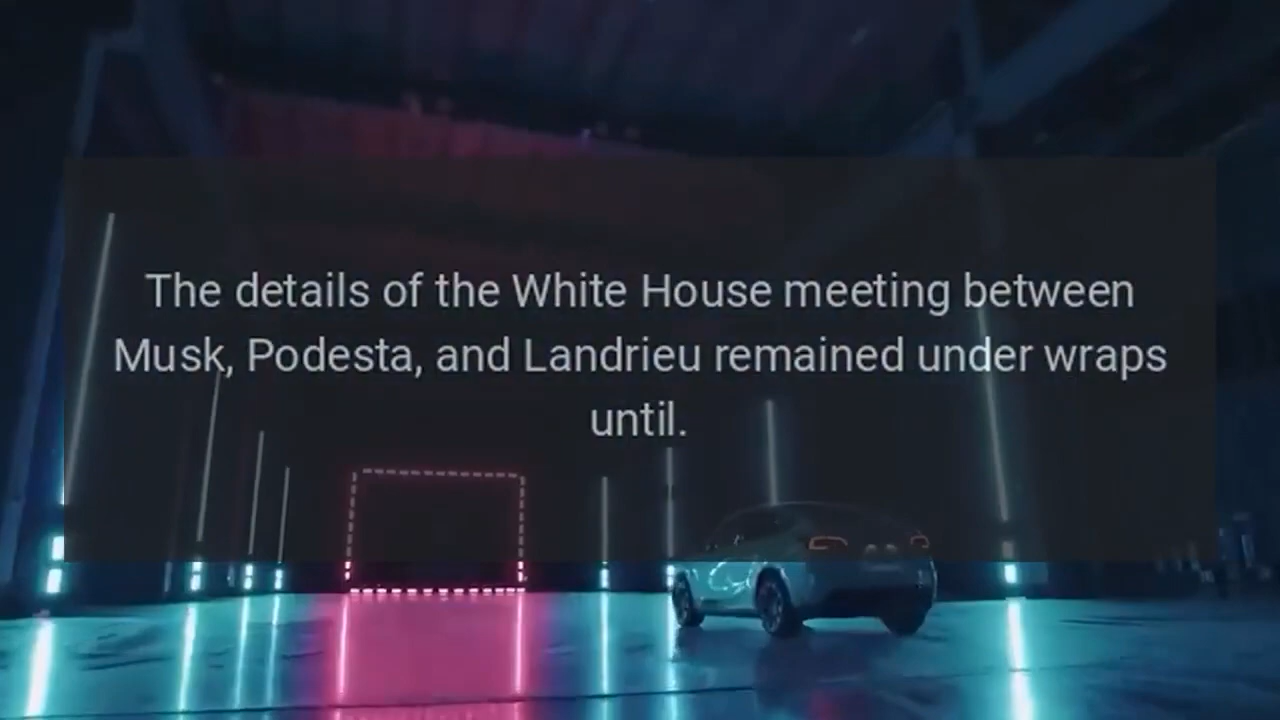 The details of the White House meeting between
Musk, Podesta, and Landrieu remained under wraps
until.